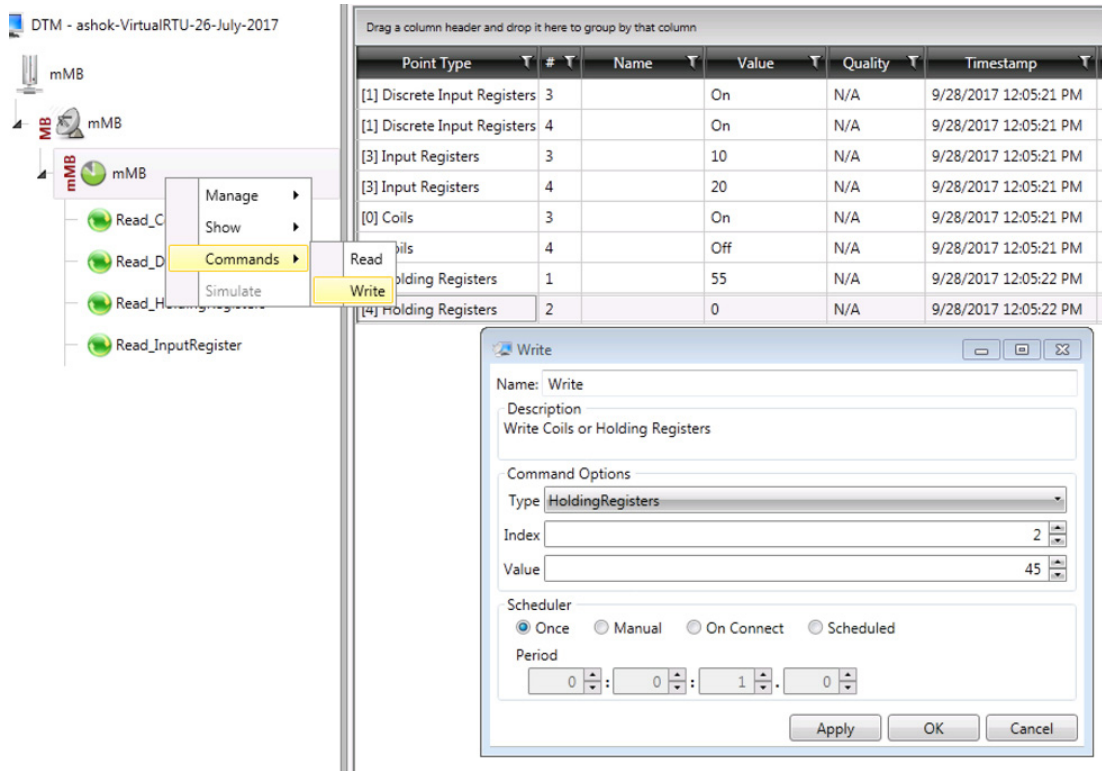 DTM - ashok-VirtualRTU-26-July-2017
mMB
MB mMB
mMB mMB
Manage
Show
Commands
Simulate
Read
Write
Read_C
Read_D
Read_InputRegister
Drag a column header and drop it here to group by that column
Point Type # Name Value Quality Timestamp
[1] Discrete Input Registers 3 On N/A 9/28/2017 12:05:21 PM
[1] Discrete Input Registers 4 On N/A 9/28/2017 12:05:21 PM
[3] Input Registers 3 10 N/A 9/28/2017 12:05:21 PM
[3] Input Registers 4 20 N/A 9/28/2017 12:05:21 PM
[0] Coils 3 On N/A 9/28/2017 12:05:21 PM
oils 4 Off N/A 9/28/2017 12:05:21 PM
olding Registers 1 55 N/A 9/28/2017 12:05:22 PM
[4] Holding Registers 2 0 N/A 9/28/2017 12:05:22 PM
Write
Name: Write
Description
Write Coils or Holding Registers
Command Options
Type HoldingRegisters
Index 2
Value 45
Scheduler
Once Manual On Connect Scheduled
Period
0 : 0 : 1 . 0
Apply OK Cancel